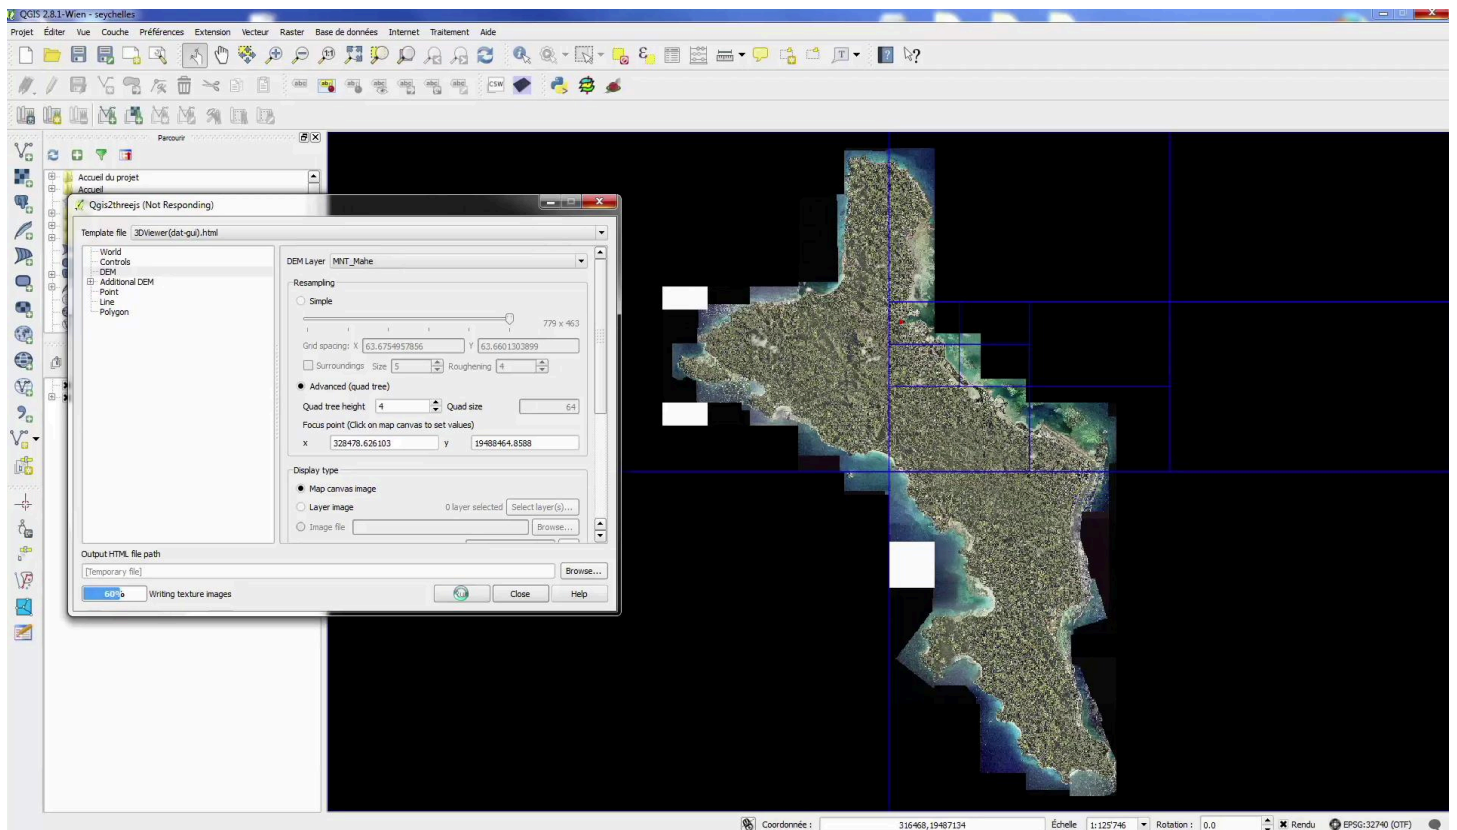 QGIS 2.8.1-Wien - seychelles
Projet Éditer Vue Couche Préférences Extension Vecteur Raster Base de données Internet Traitement Aide
CSW
Parcourir
Accueil du projet
Accueil
Qgis2threejs (Not Responding)
Template file 3DViewer(dat-gui).html
World
Controls
DEM
Additional DEM
Point
Line
Polygon
DEM Layer MNT_Mahe
Resampling
Simple
779 x 463
Grid spacing: X 63.6754957856 Y 63.6601303899
Surroundings Size 5 Roughening 4
Advanced (quad tree)
Quad tree height 4 Quad size 64
Focus point (Click on map canvas to set values)
x 328478.626103 y 19488464.8588
Display type
Map canvas image
Layer image 0 layer selected Select layer(s)...
Image file Browse...
Output HTML file path
[Temporary file] Browse...
60% Writing texture images Run Close Help
Coordonnée : 316468,19487134 Échelle 1:125'746 Rotation : 0.0 Rendu EPSG:32740 (OTF)